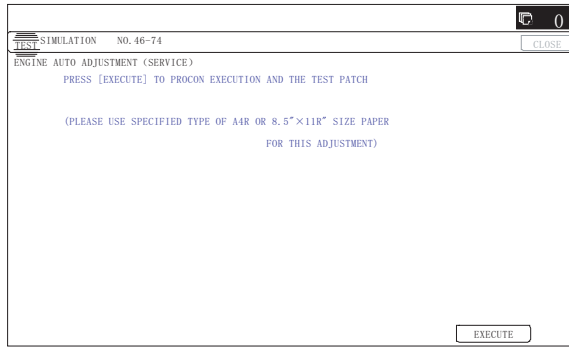 0
TEST SIMULATION NO.46-74
CLOSE
ENGINE AUTO ADJUSTMENT（SERVICE）
PRESS [EXECUTE] TO PROCON EXECUTION AND THE TEST PATCH
(PLEASE USE SPECIFIED TYPE OF A4R OR 8.5"×11R" SIZE PAPER
FOR THIS ADJUSTMENT)
EXECUTE